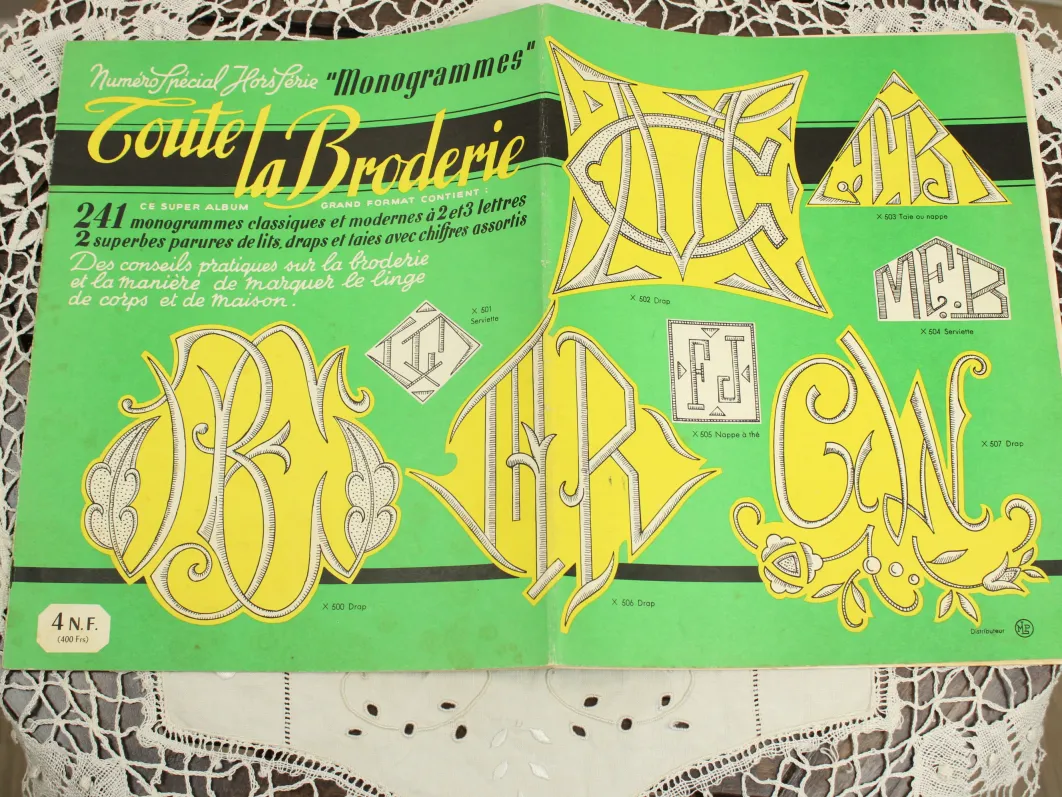 Numéro Spécial Hors Série "Monogrammes"
Toute
la Broderie
CE SUPER ALBUM GRAND FORMAT CONTIENT :
241 monogrammes classiques et modernes à 2 et 3 lettres
2 superbes parures de lits, draps et taies avec chiffres assortis
Des conseils pratiques sur la broderie
et la manière de marquer le linge
de corps et de maison.
X 503 Taie ou nappe
X 502 Drap
X 501
Serviette
MC.B
X 504 Serviette
FJ
X 505 Nappe à thé
HR
X 507 Drap
X 500 Drap
X 506 Drap
4 N.F.
(400 Frs)
Distributeur